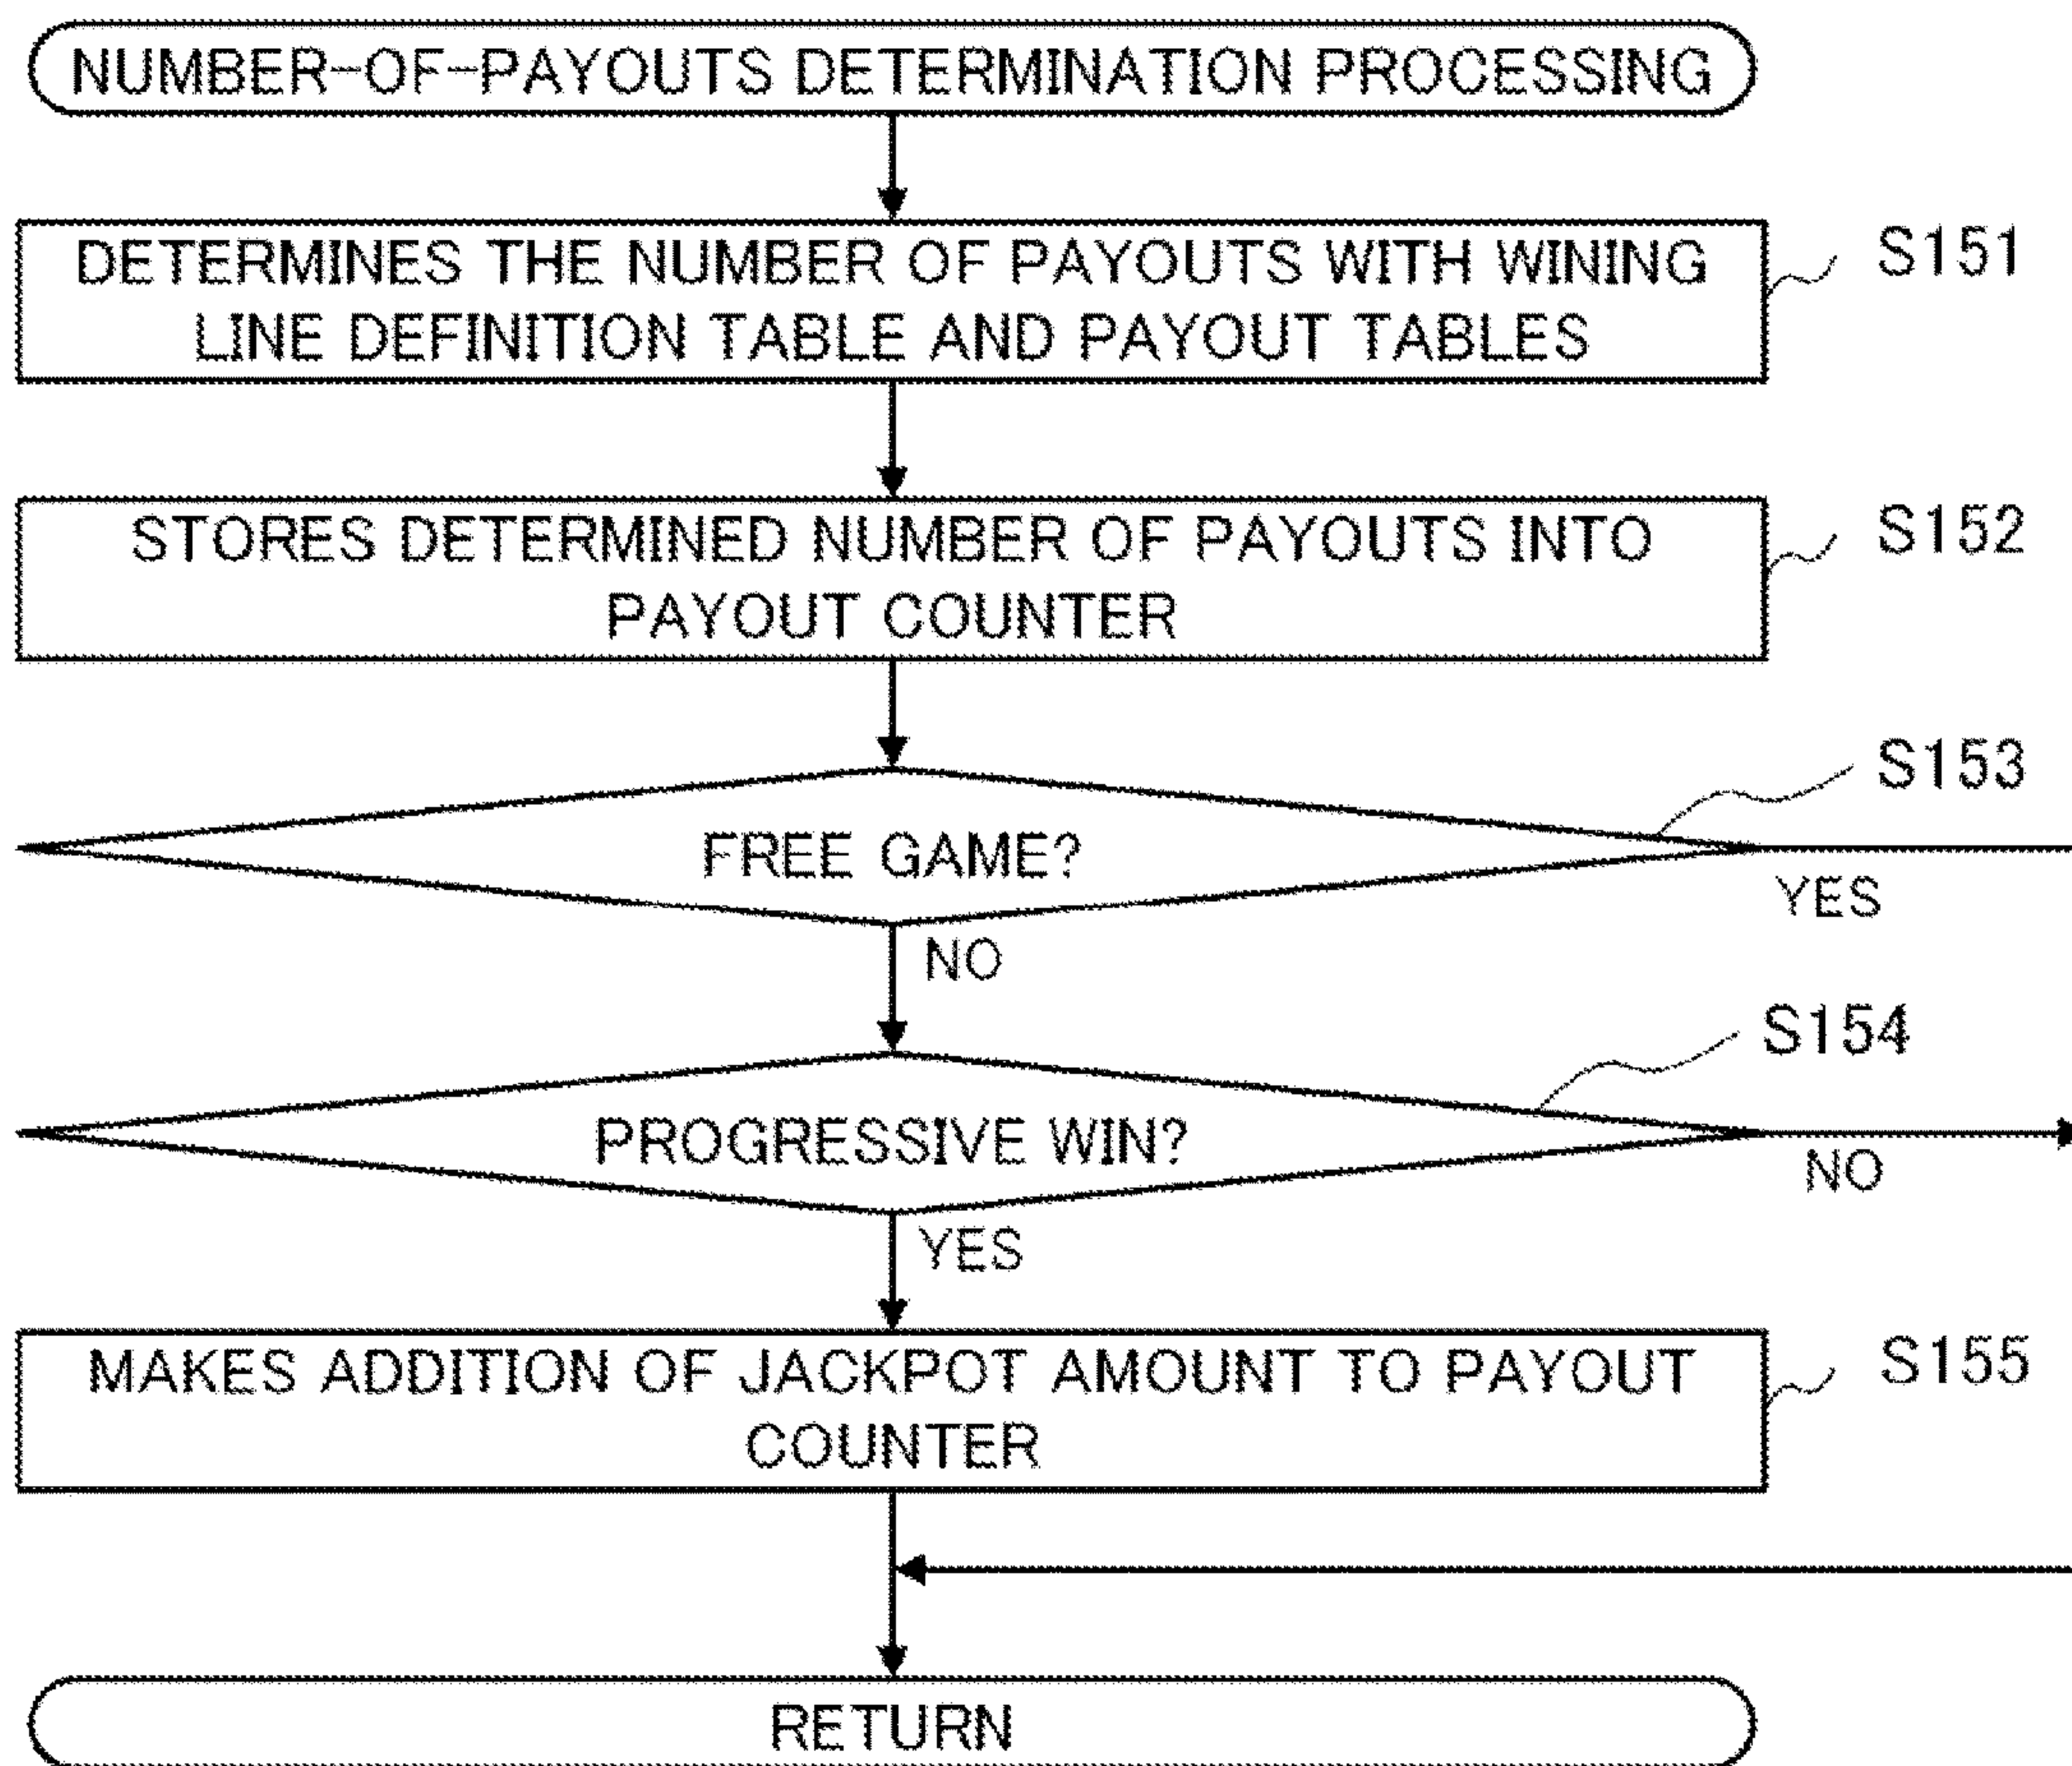 NUMBER-OF-PAYOUTS DETERMINATION PROCESSING
DETERMINES THE NUMBER OF PAYOUTS WITH WINING
LINE DEFINITION TABLE AND PAYOUT TABLES
S151
STORES DETERMINED NUMBER OF PAYOUTS INTO
PAYOUT COUNTER
S152
S153
FREE GAME?
YES
NO
S154
PROGRESSIVE WIN?
NO
YES
MAKES ADDITION OF JACKPOT AMOUNT TO PAYOUT
COUNTER
S155
RETURN